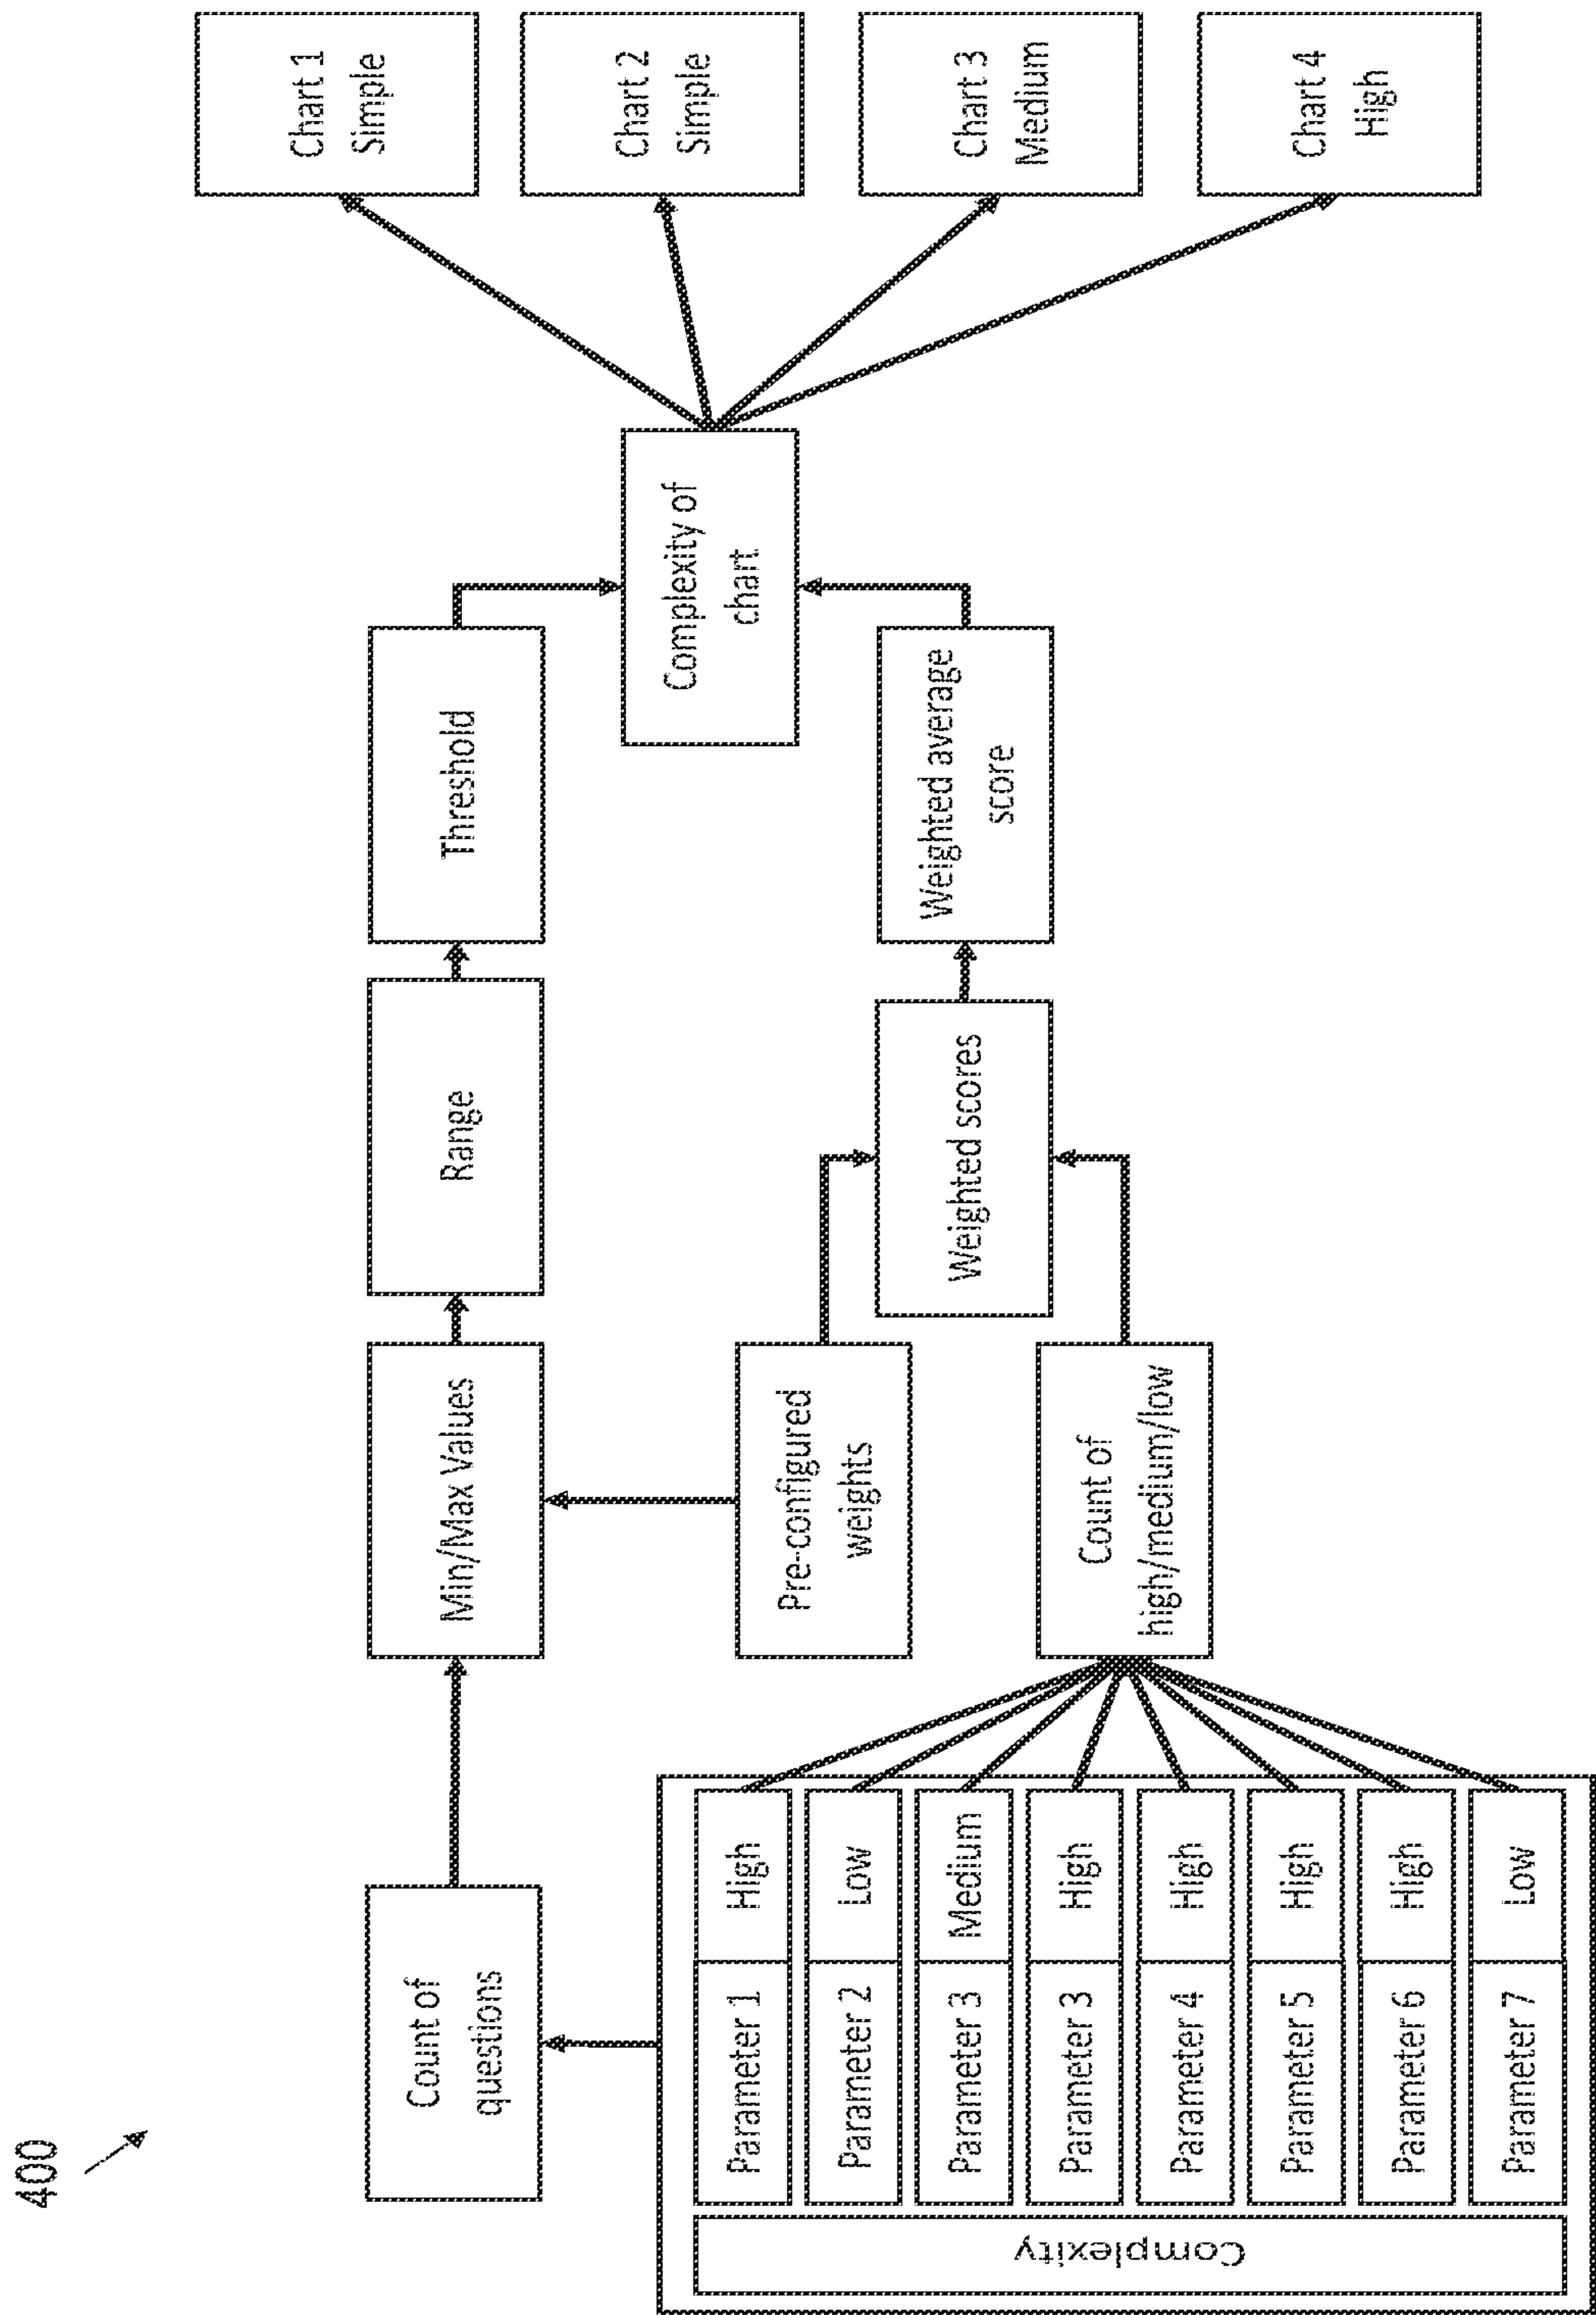 400
Count of
questions
Min/Max Values
Range
Threshold
Pre-configured
weights
Count of
high/medium/low
Weighted scores
Weighted average
score
Complexity of
chart
Chart 1
Simple
Chart 2
Simple
Chart 3
Medium
Chart 4
High
Complexity
Parameter 1 High
Parameter 2 Low
Parameter 3 Medium
Parameter 3 High
Parameter 4 High
Parameter 5 High
Parameter 6 High
Parameter 7 Low